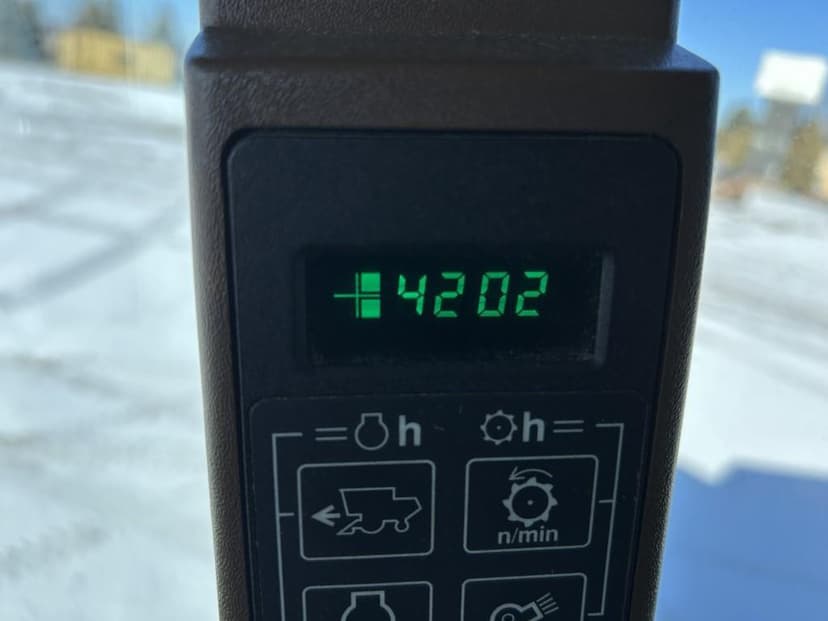 4202
=h h=
n/min